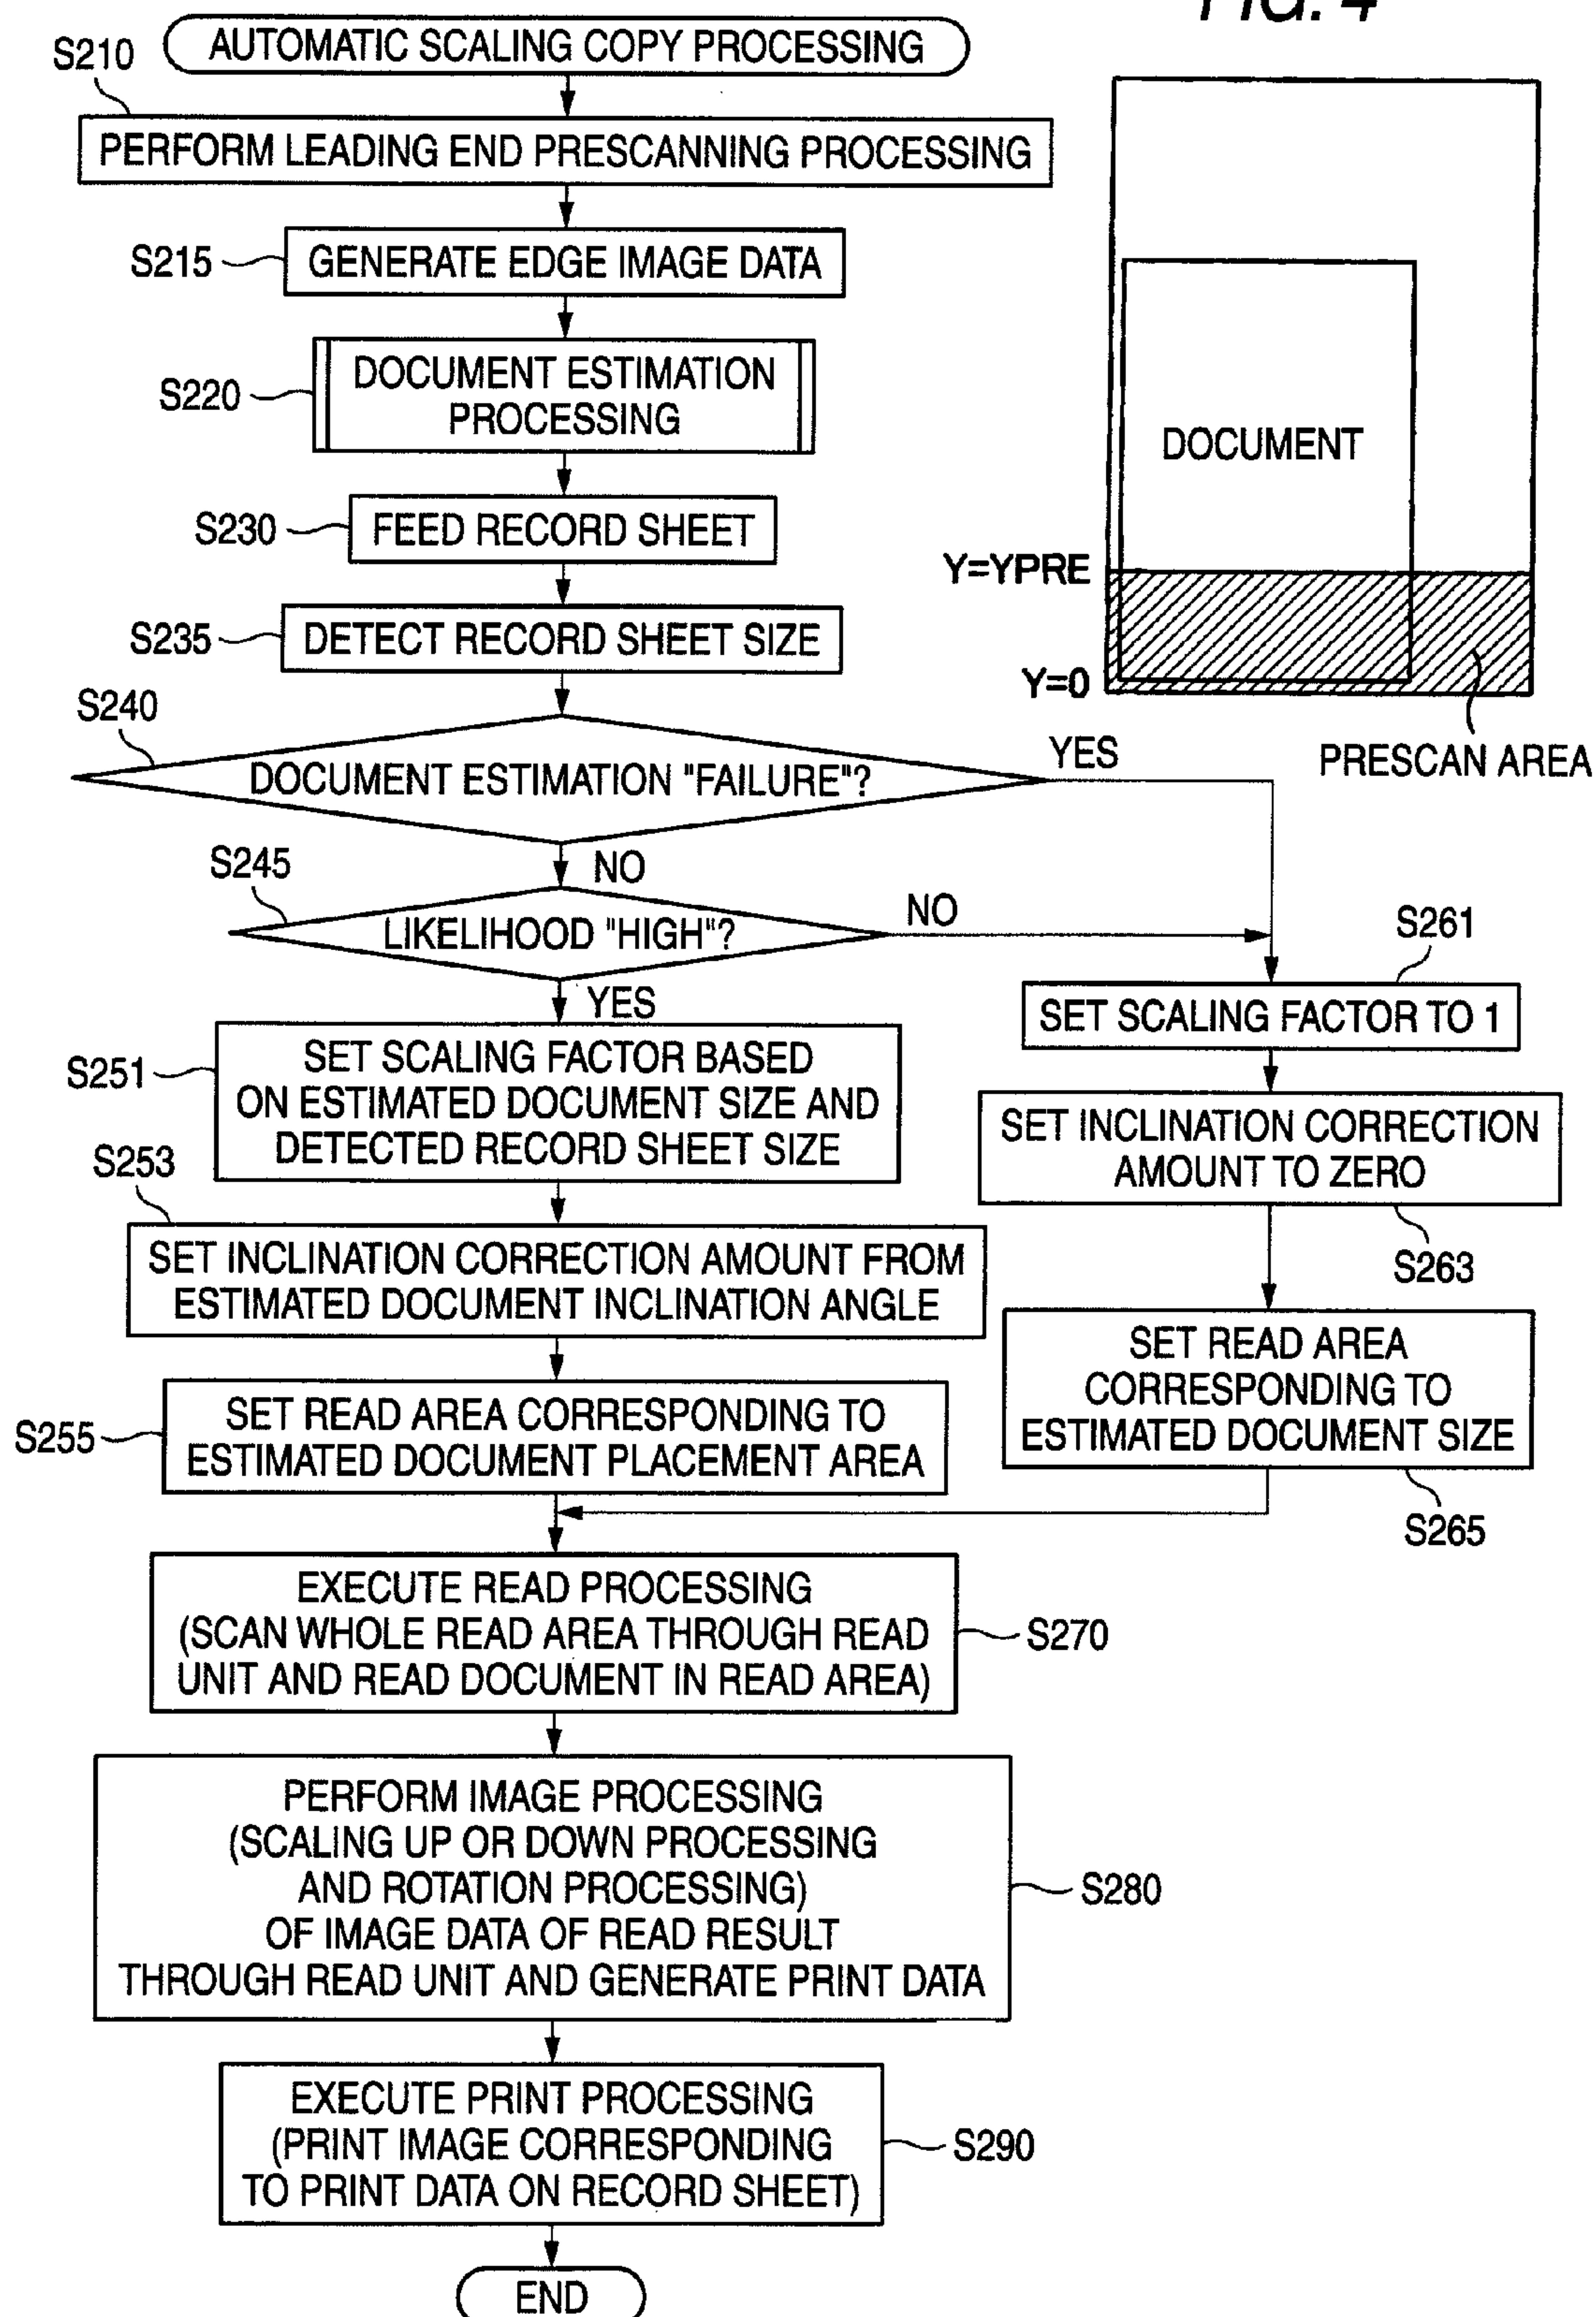 FIG. 4
S210
AUTOMATIC SCALING COPY PROCESSING
PERFORM LEADING END PRESCANNING PROCESSING
S215
GENERATE EDGE IMAGE DATA
S220
DOCUMENT ESTIMATION
PROCESSING
S230
FEED RECORD SHEET
S235
DETECT RECORD SHEET SIZE
DOCUMENT
Y=YPRE
Y=0
PRESCAN AREA
S240
DOCUMENT ESTIMATION "FAILURE"?
YES
NO
S245
LIKELIHOOD "HIGH"?
NO
YES
S251
SET SCALING FACTOR BASED
ON ESTIMATED DOCUMENT SIZE AND
DETECTED RECORD SHEET SIZE
S253
SET INCLINATION CORRECTION AMOUNT FROM
ESTIMATED DOCUMENT INCLINATION ANGLE
S255
SET READ AREA CORRESPONDING TO
ESTIMATED DOCUMENT PLACEMENT AREA
S261
SET SCALING FACTOR TO 1
SET INCLINATION CORRECTION
AMOUNT TO ZERO
S263
SET READ AREA
CORRESPONDING TO
ESTIMATED DOCUMENT SIZE
S265
EXECUTE READ PROCESSING
(SCAN WHOLE READ AREA THROUGH READ
UNIT AND READ DOCUMENT IN READ AREA)
S270
PERFORM IMAGE PROCESSING
(SCALING UP OR DOWN PROCESSING
AND ROTATION PROCESSING)
OF IMAGE DATA OF READ RESULT
THROUGH READ UNIT AND GENERATE PRINT DATA
S280
EXECUTE PRINT PROCESSING
(PRINT IMAGE CORRESPONDING
TO PRINT DATA ON RECORD SHEET)
S290
END